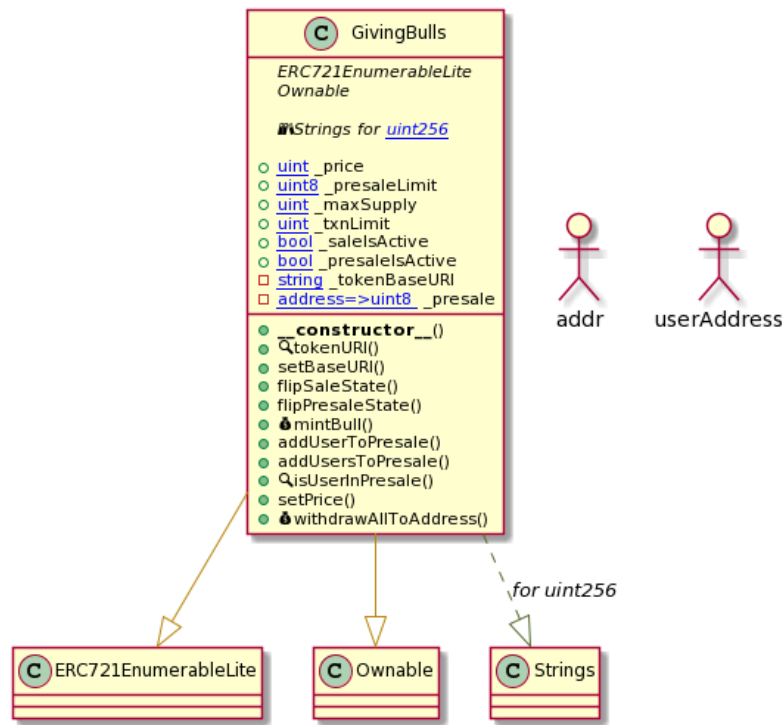 C GivingBulls
ERC721EnumerableLite
Ownable
Strings for uint256
uint _price
uint8 _presaleLimit
uint _maxSupply
uint _txnLimit
bool _saleIsActive
bool _presaleIsActive
string _tokenBaseURI
address=>uint8 _presale
__constructor__()
🔍tokenURI()
setBaseURI()
flipSaleState()
flipPresaleState()
💰mintBull()
addUserToPresale()
addUsersToPresale()
🔍isUserInPresale()
setPrice()
💰withdrawAllToAddress()
addr
userAddress
for uint256
C ERC721EnumerableLite
C Ownable
C Strings